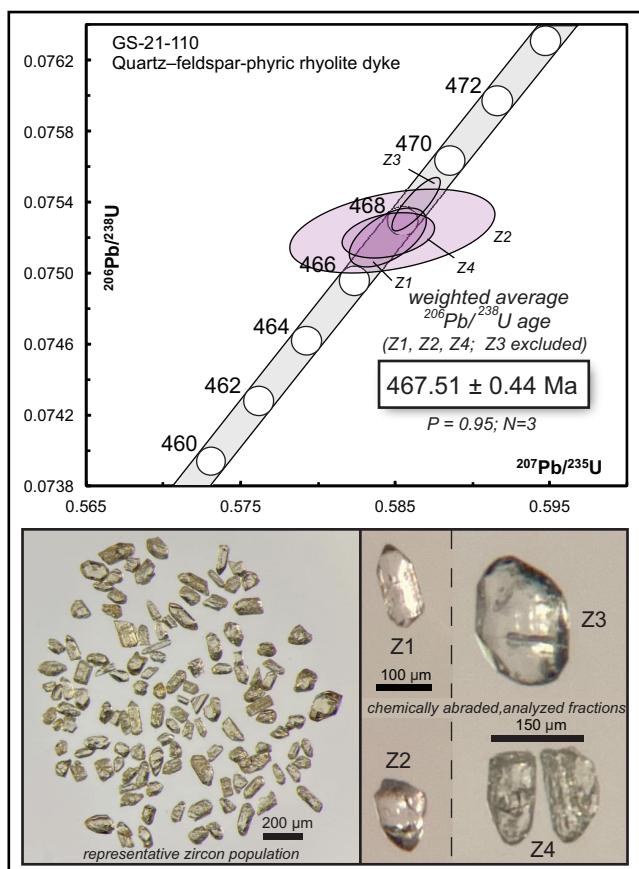 GS-21-110
Quartz–feldspar-phyric rhyolite dyke
0.0762
0.0758
0.0754
0.0750
0.0746
0.0742
0.0738
²⁰⁶Pb/²³⁸U
472
470
Z3
468
Z2
Z4
466
Z1
464
462
460
weighted average
²⁰⁶Pb/²³⁸U age
(Z1, Z2, Z4; Z3 excluded)
467.51 ± 0.44 Ma
P = 0.95; N=3
²⁰⁷Pb/²³⁵U
0.565
0.575
0.585
0.595
200 µm
representative zircon population
Z1
100 µm
Z3
chemically abraded,analyzed fractions
150 µm
Z2
Z4